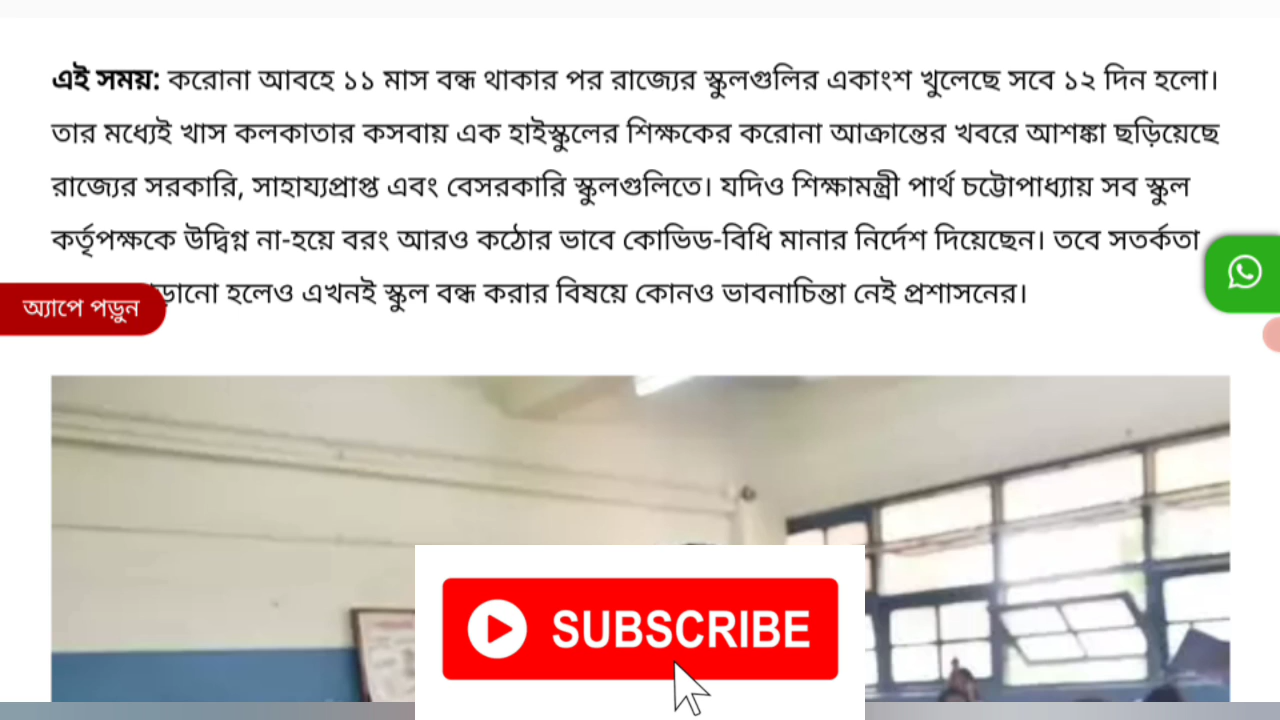 এই সময়: করোনা আবহে ১১ মাস বন্ধ থাকার পর রাজ্যের স্কুলগুলির একাংশ খুলেছে সবে ১২ দিন হলো।
তার মধ্যেই খাস কলকাতার কসবায় এক হাইস্কুলের শিক্ষকের করোনা আক্রান্তের খবরে আশঙ্কা ছড়িয়েছে
রাজ্যের সরকারি, সাহায্যপ্রাপ্ত এবং বেসরকারি স্কুলগুলিতে। যদিও শিক্ষামন্ত্রী পার্থ চট্টোপাধ্যায় সব স্কুল
কর্তৃপক্ষকে উদ্বিগ্ন না-হয়ে বরং আরও কঠোর ভাবে কোভিড-বিধি মানার নির্দেশ দিয়েছেন। তবে সতর্কতা
হলেও এখনই স্কুল বন্ধ করার বিষয়ে কোনও ভাবনাচিন্তা নেই প্রশাসনের।
অ্যাপে পড়ুন
SUBSCRIBE